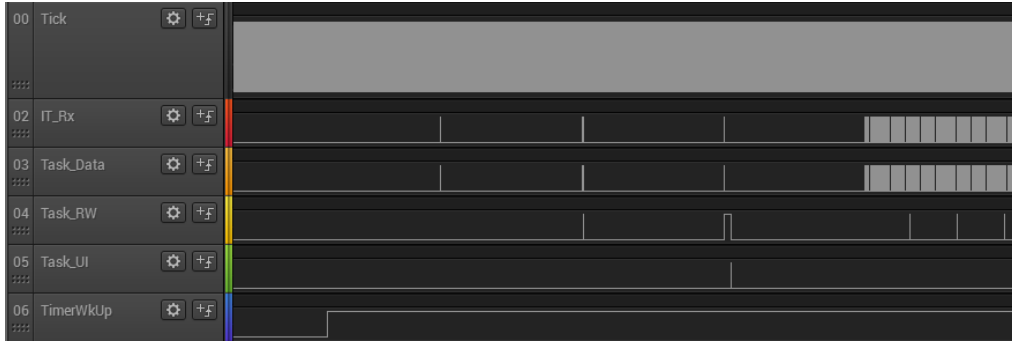 00 Tick
02 IT_Rx
03 Task_Data
04 Task_RW
05 Task_UI
06 TimerWkUp